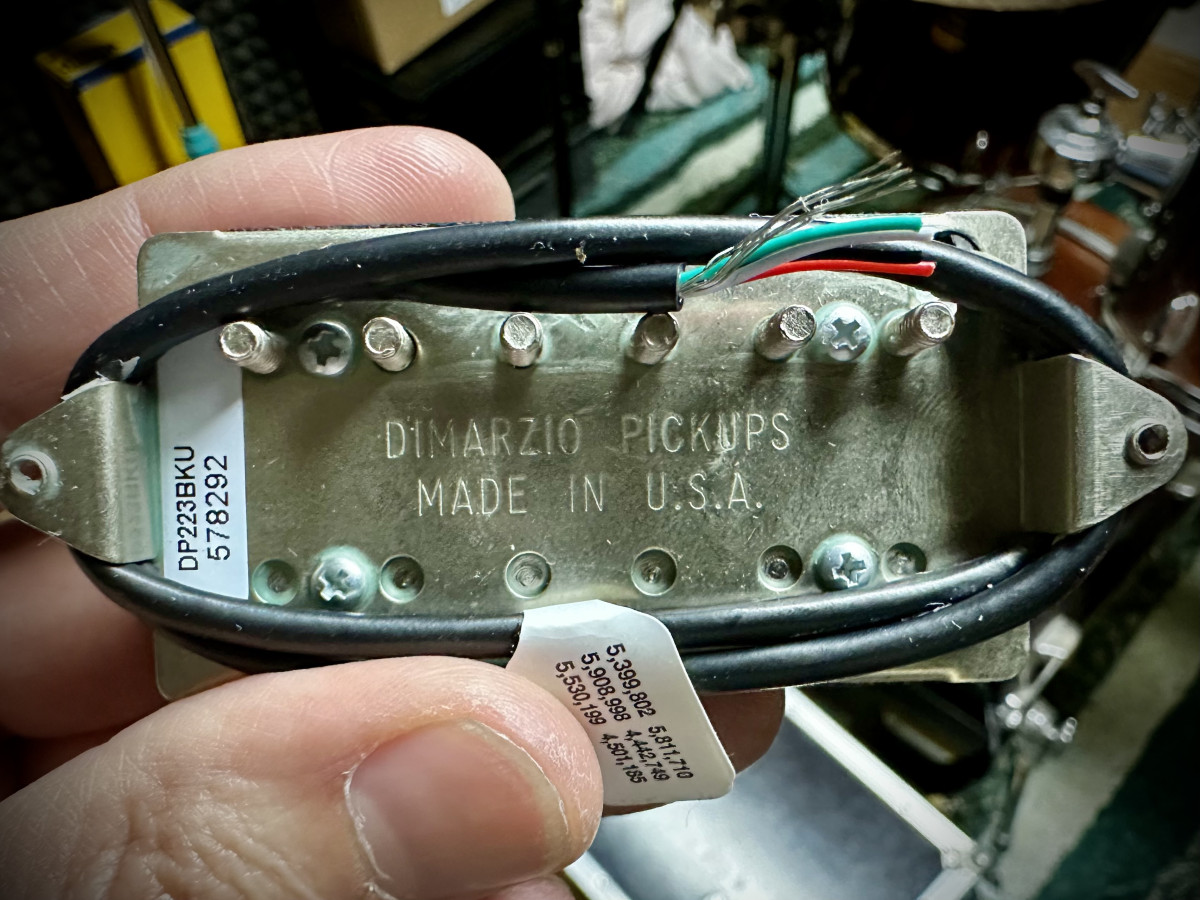 DIMARZIO PICKUPS
MADE IN U.S.A.
DP223BKU
578292
5,399,802 5,811,710
5,908,998 4,442,749
5,530,199 4,501,185